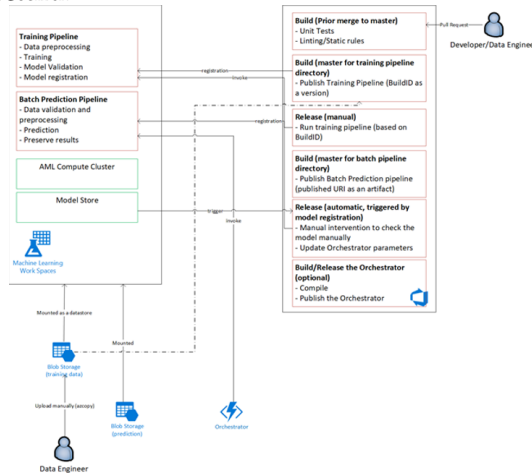 Training Pipeline
- Data preprocessing
- Training
- Model Validation
- Model registration
Batch Prediction Pipeline
- Data validation and
preprocessing
- Prediction
- Preserve results
AML Compute Cluster
Model Store
Machine Learning
Work Spaces
Mounted as a datastore
Mounted
Blob Storage
(training data)
Upload manually (azcopy)
Data Engineer
Blob Storage
(prediction)
Orchestrator
Invoke
registration
Invoke
registration
trigger
Build (Prior merge to master)
- Unit Tests
- Linting/Static rules
Build (master for training pipeline
directory)
- Publish Training Pipeline (BuildID as
a version)
Release (manual)
- Run training pipeline (based on
BuildID)
Build (master for batch pipeline
directory)
- Publish Batch Prediction pipeline
(published URI as an artifact)
Release (automatic, triggered by
model registration)
- Manual intervention to check the
model manually
- Update Orchestrator parameters
Build/Release the Orchestrator
(optional)
- Compile
- Publish the Orchestrator
Pull Request
Developer/Data Engineer